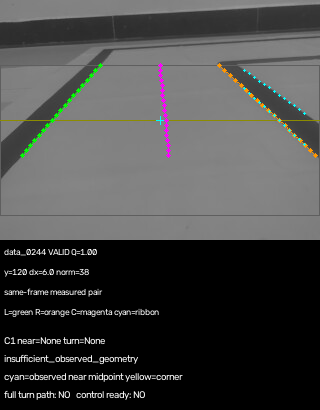 data_0244 VALID Q=1.00
y=120 dx=6.0 norm=38
same-frame measured pair
L=green R=orange C=magenta cyan=ribbon
C1 near=None turn=None
insufficient_observed_geometry
cyan=observed near midpoint yellow=corner
full turn path: NO control ready: NO